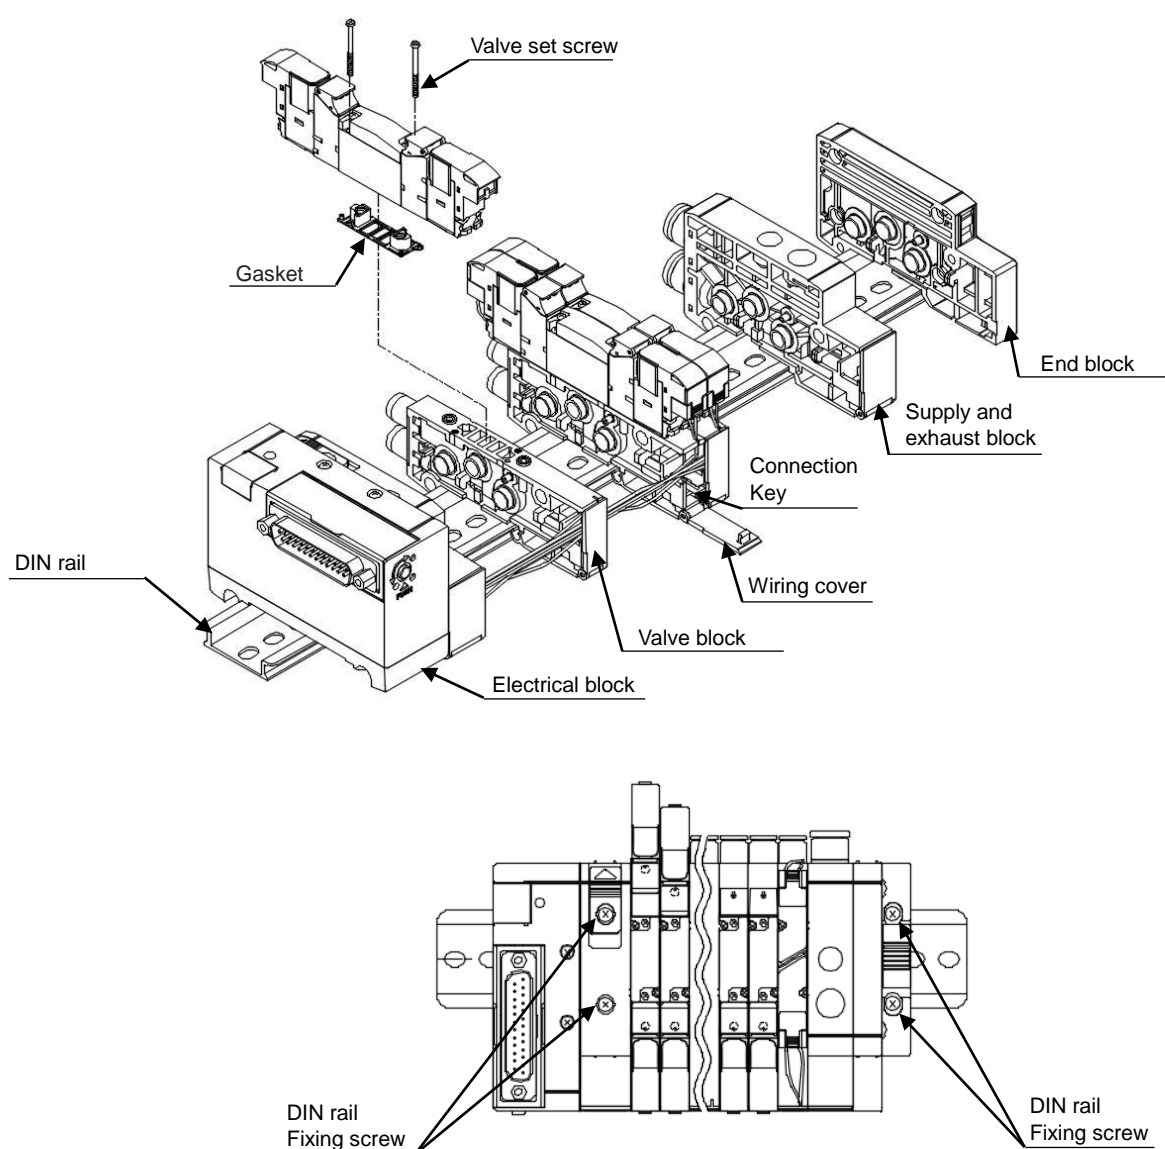 Valve set screw
Gasket
End block
Supply and
exhaust block
Connection
Key
DIN rail
Wiring cover
Valve block
Electrical block
DIN rail
Fixing screw
DIN rail
Fixing screw